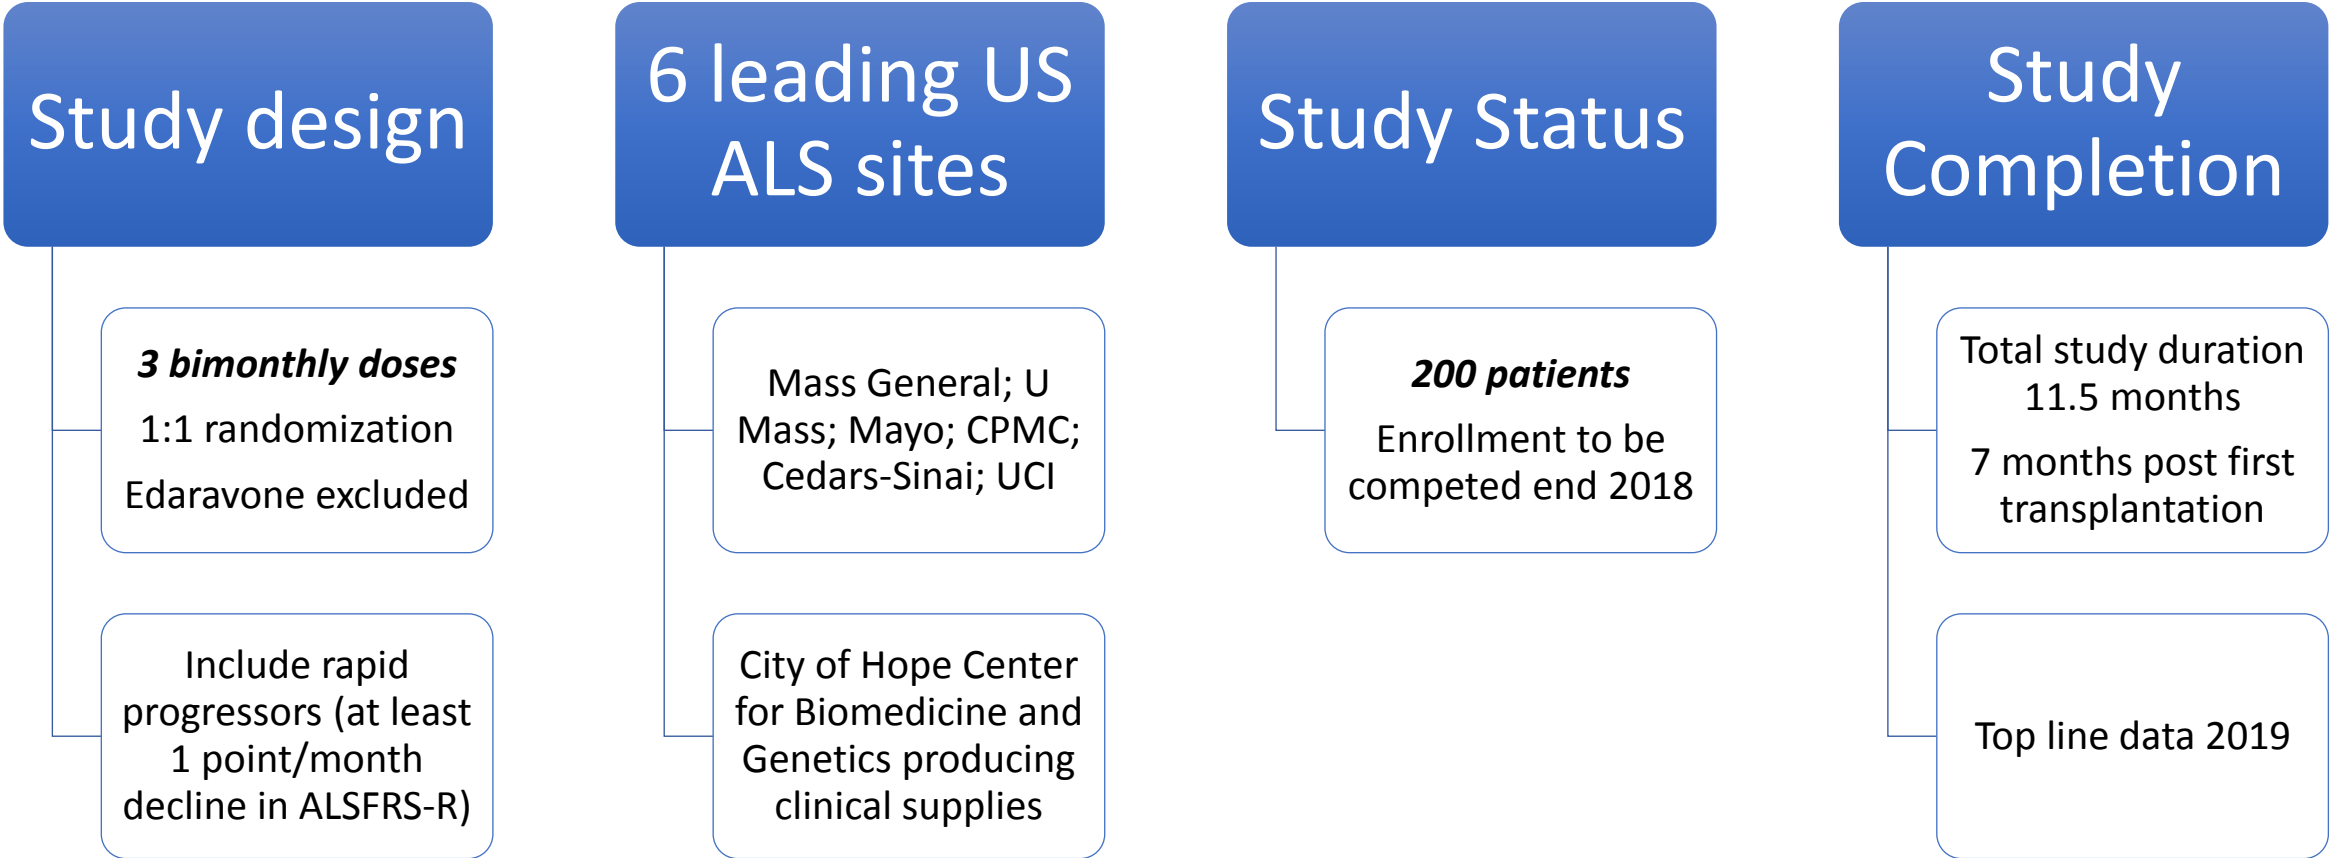 Study design
3 bimonthly doses
1:1 randomization
Edaravone excluded
Include rapid
progressors (at least
1 point/month
decline in ALSFRS-R)
6 leading US
ALS sites
Mass General; U
Mass; Mayo; CPMC;
Cedars-Sinai; UCI
City of Hope Center
for Biomedicine and
Genetics producing
clinical supplies
Study Status
200 patients
Enrollment to be
competed end 2018
Study
Completion
Total study duration
11.5 months
7 months post first
transplantation
Top line data 2019